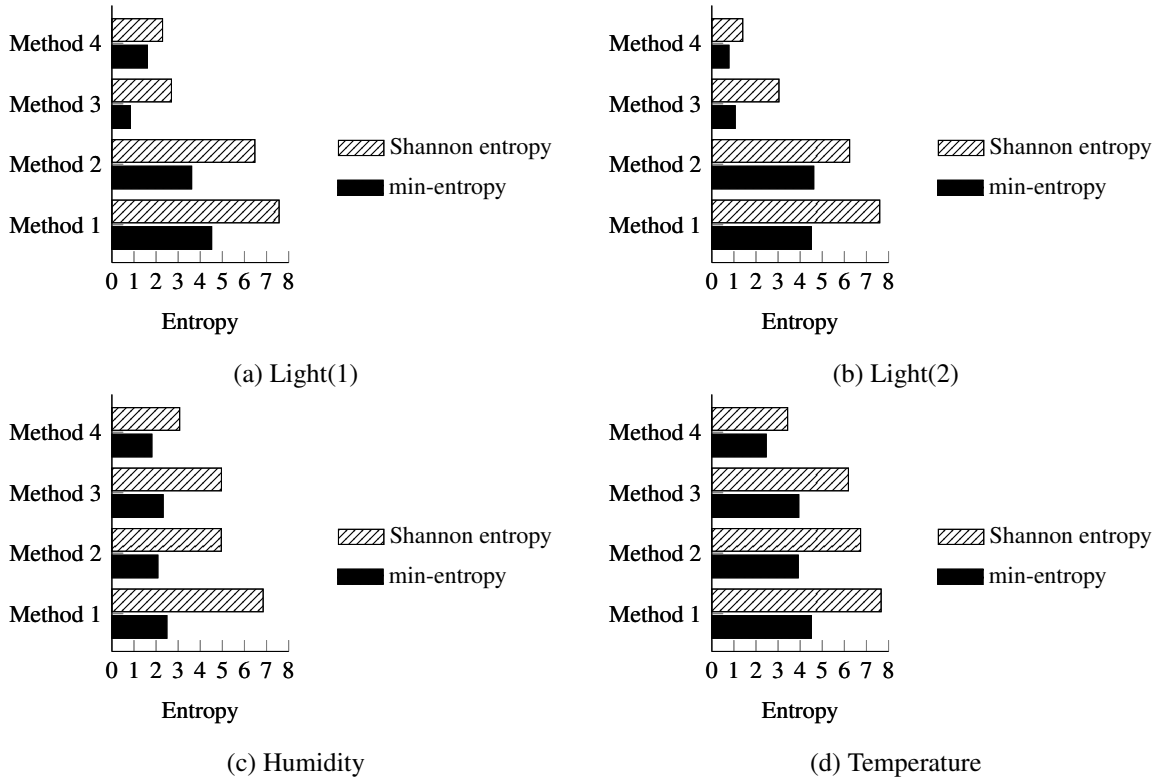 Method 4
Method 3
Method 2
Method 1
Shannon entropy
min-entropy
0 1 2 3 4 5 6 7 8
Entropy
(a) Light(1)
Method 4
Method 3
Method 2
Method 1
Shannon entropy
min-entropy
0 1 2 3 4 5 6 7 8
Entropy
(b) Light(2)
Method 4
Method 3
Method 2
Method 1
Shannon entropy
min-entropy
0 1 2 3 4 5 6 7 8
Entropy
(c) Humidity
Method 4
Method 3
Method 2
Method 1
Shannon entropy
min-entropy
0 1 2 3 4 5 6 7 8
Entropy
(d) Temperature